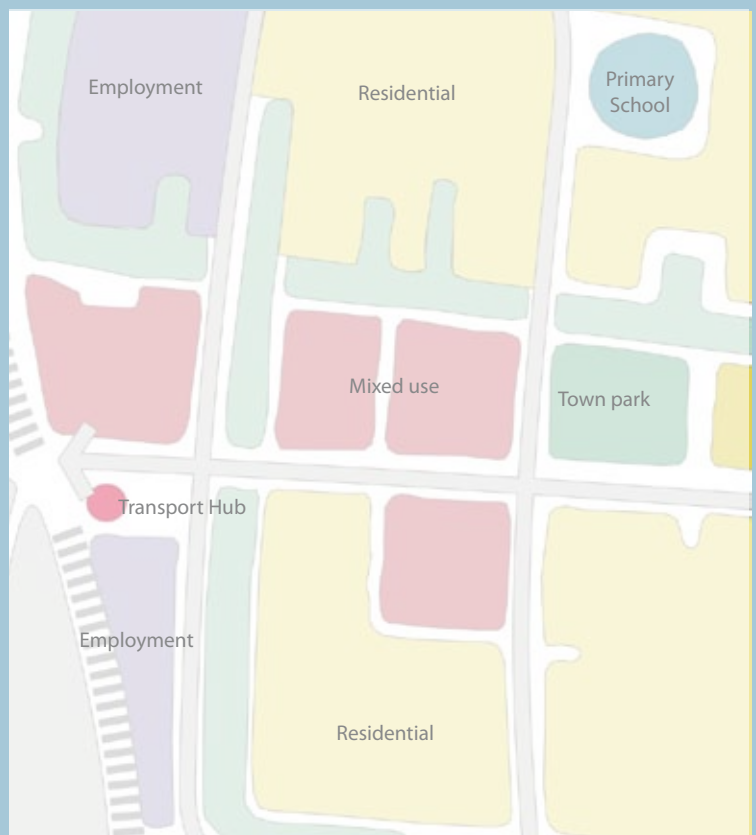 Employment
Residential
Primary
School
Mixed use
Town park
Transport Hub
Employment
Residential